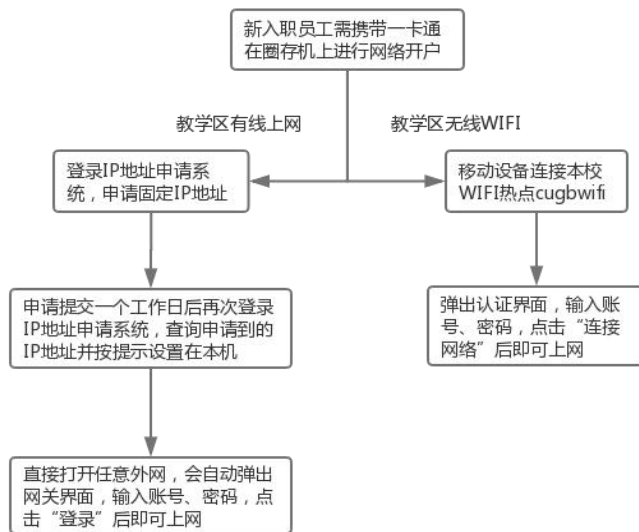 新入职员工需携带一卡通
在圈存机上进行网络开户
教学区有线上网
教学区无线WIFI
登录IP地址申请系
统，申请固定IP地址
移动设备连接本校
WIFI热点cugbwifi
申请提交一个工作日后再次登录
IP地址申请系统，查询申请到的
IP地址并按提示设置在本机
弹出认证界面，输入账
号、密码，点击“连接
网络”后即可上网
直接打开任意外网，会自动弹出
网关界面，输入账号、密码，点
击“登录”后即可上网